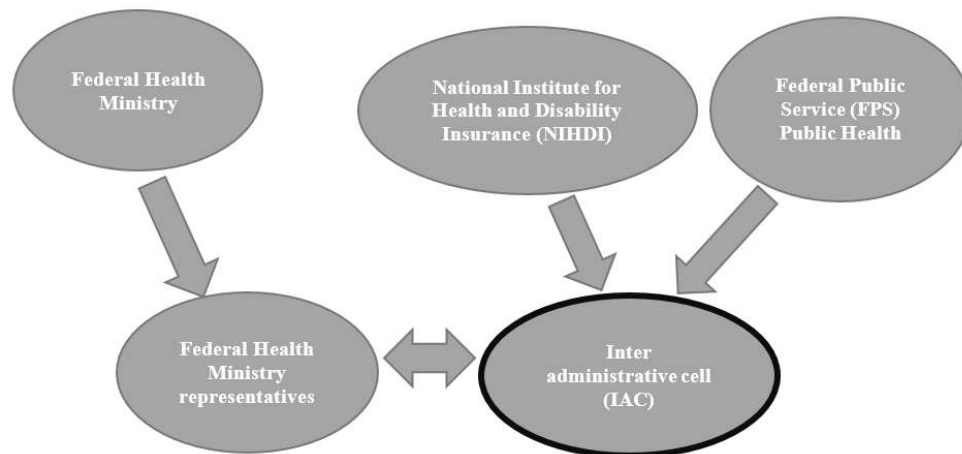 Federal Health
Ministry
National Institute for
Health and Disability
Insurance (NIHDI)
Federal Public
Service (FPS)
Public Health
Federal Health
Ministry
representatives
Inter
administrative cell
(IAC)